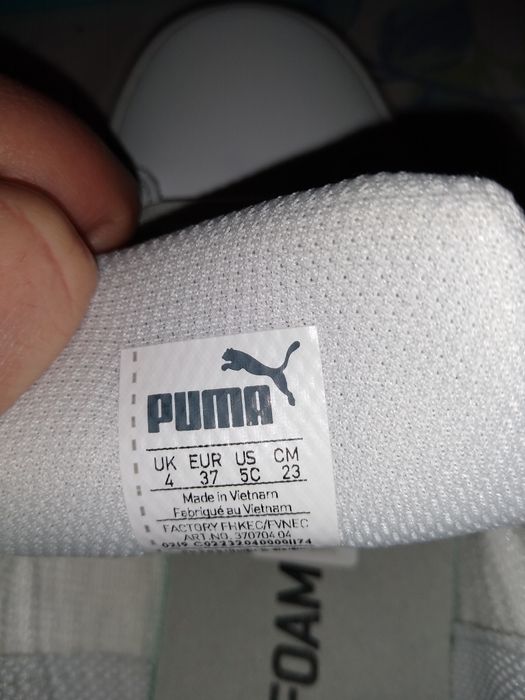 PUMA
UK EUR US CM
4 37 5C 23
Made in Vietnam
Fabriqué au Vietnam
FACTORY FHKEC/FVNEC
ART.NO. 370704 04
FOAM